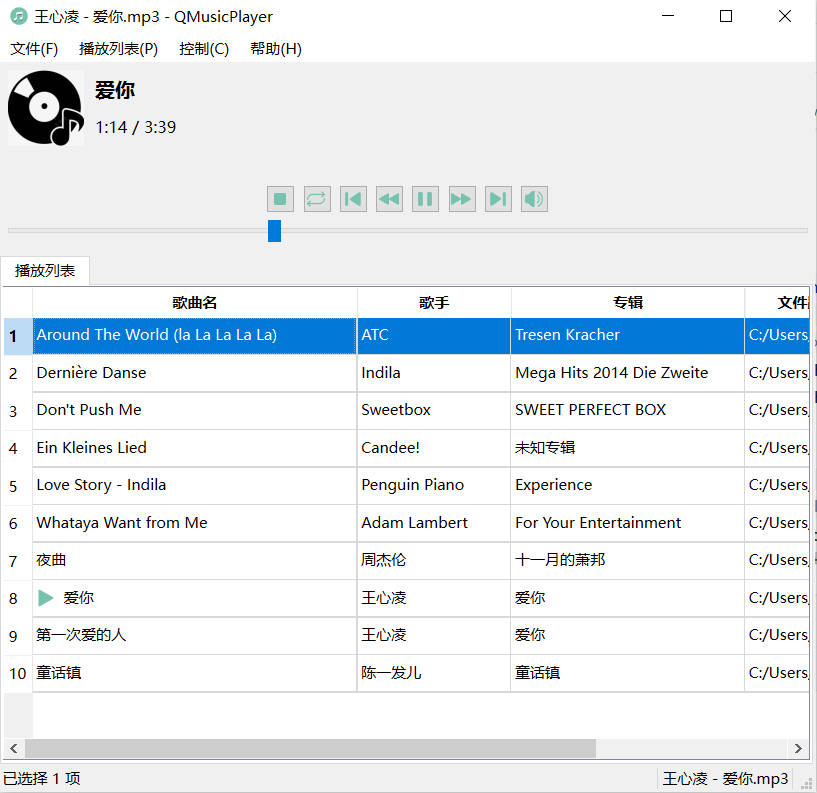 王心凌 - 爱你.mp3 - QMusicPlayer
文件(F) 播放列表(P) 控制(C) 帮助(H)
爱你
1:14 / 3:39
播放列表
歌曲名 歌手 专辑 文件
1 Around The World (la La La La La) ATC Tresen Kracher C:/Users
2 Dernière Danse Indila Mega Hits 2014 Die Zweite C:/Users
3 Don't Push Me Sweetbox SWEET PERFECT BOX C:/Users
4 Ein Kleines Lied Candee! 未知专辑 C:/Users
5 Love Story - Indila Penguin Piano Experience C:/Users
6 Whataya Want from Me Adam Lambert For Your Entertainment C:/Users
7 夜曲 周杰伦 十一月的萧邦 C:/Users
8 爱你 王心凌 爱你 C:/Users
9 第一次爱的人 王心凌 爱你 C:/Users
10 童话镇 陈一发儿 童话镇 C:/Users
已选择 1 项 王心凌 - 爱你.mp3